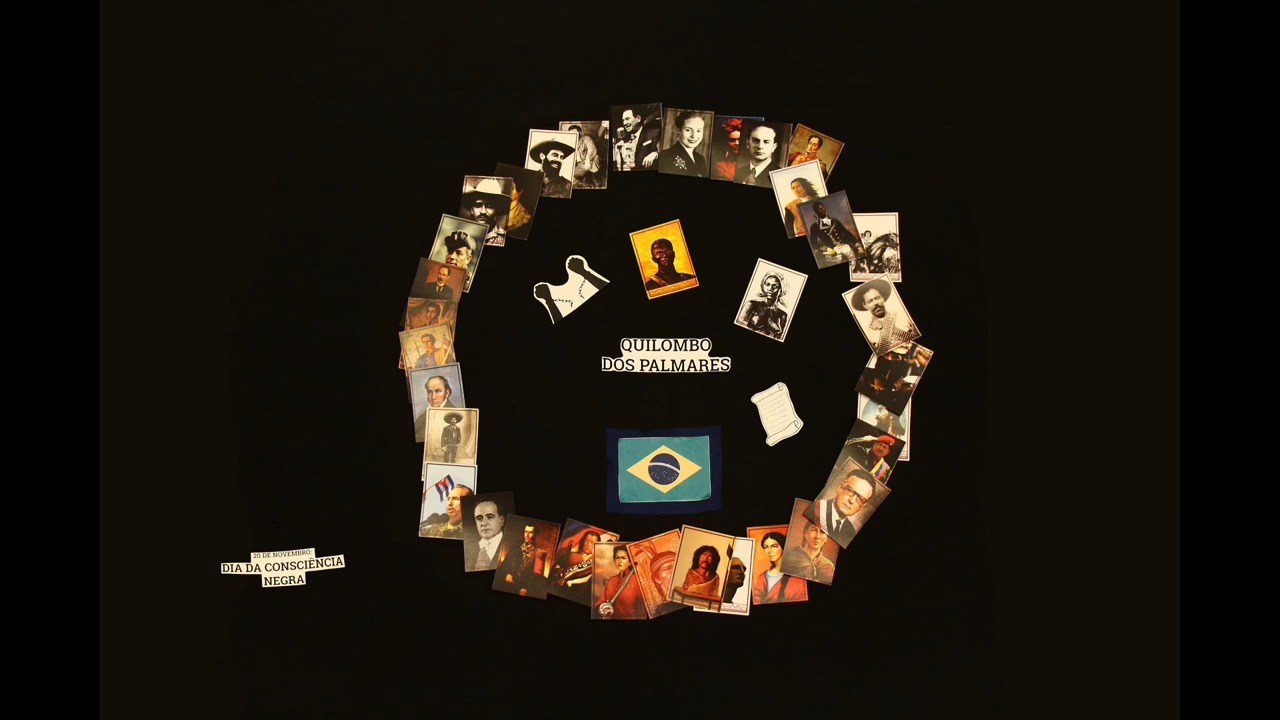 QUILOMBO
DOS PALMARES
20 DE NOVEMBRO:
DIA DA CONSCIÊNCIA
NEGRA